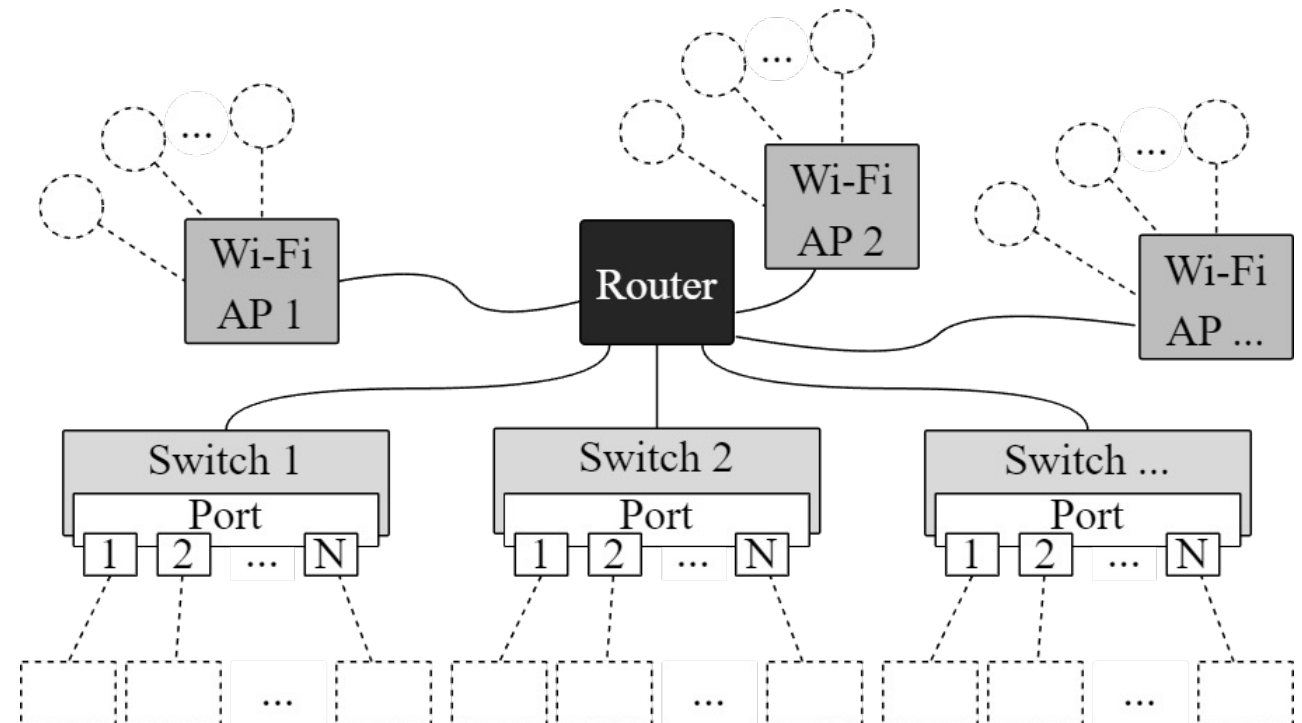 ...
...
...
Wi-Fi
AP 2
Wi-Fi
AP 1
Router
Wi-Fi
AP ...
Switch 1
Switch 2
Switch ...
Port
Port
Port
1 2 ... N
1 2 ... N
1 2 ... N
...
...
...